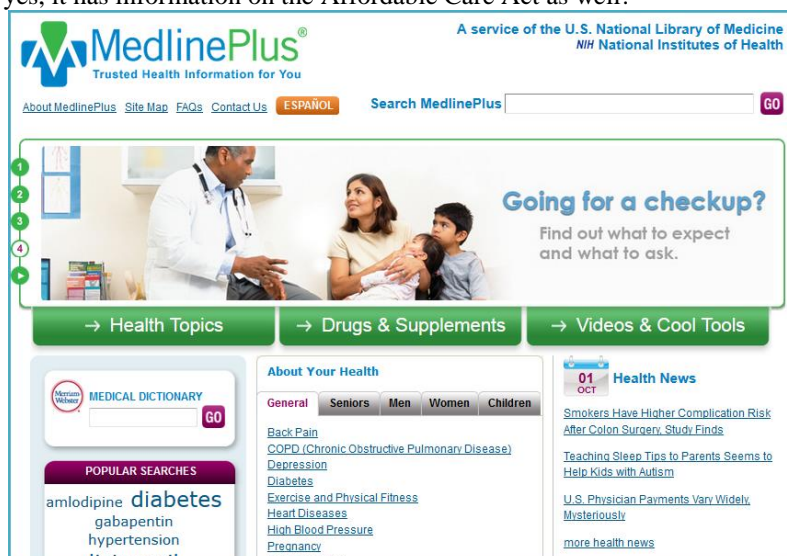 yes, it has information on the Affordable Care Act as well.
MedlinePlus®
Trusted Health Information for You
A service of the U.S. National Library of Medicine
NIH National Institutes of Health
About MedlinePlus Site Map FAQs Contact Us ESPAÑOL Search MedlinePlus GO
1
2
3
4
Going for a checkup?
Find out what to expect
and what to ask.
→ Health Topics → Drugs & Supplements → Videos & Cool Tools
Merriam-
Webster
MEDICAL DICTIONARY
GO
POPULAR SEARCHES
amlodipine diabetes
gabapentin
hypertension
About Your Health
General Seniors Men Women Children
Back Pain
COPD (Chronic Obstructive Pulmonary Disease)
Depression
Diabetes
Exercise and Physical Fitness
Heart Diseases
High Blood Pressure
Pregnancy
01
OCT
Health News
Smokers Have Higher Complication Risk
After Colon Surgery, Study Finds
Teaching Sleep Tips to Parents Seems to
Help Kids with Autism
U.S. Physician Payments Vary Widely,
Mysteriously
more health news